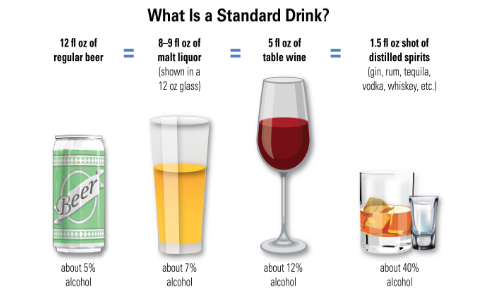 What Is a Standard Drink?
12 fl oz of
regular beer
=
8–9 fl oz of
malt liquor
(shown in a
12 oz glass)
=
5 fl oz of
table wine
=
1.5 fl oz shot of
distilled spirits
(gin, rum, tequila,
vodka, whiskey, etc.)
Beer
about 5%
alcohol
about 7%
alcohol
about 12%
alcohol
about 40%
alcohol